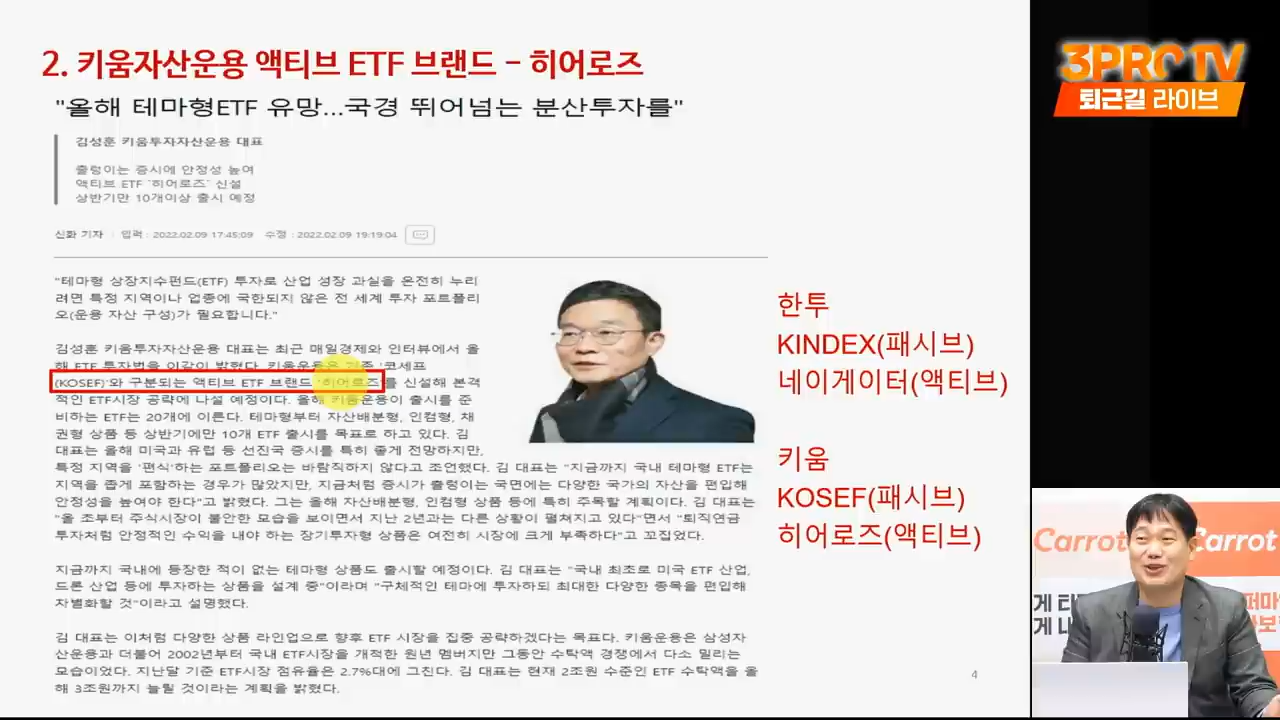 2. 키움자산운용 액티브 ETF 브랜드 - 히어로즈
"올해 테마형ETF 유망...국경 뛰어넘는 분산투자를"
김성훈 키움투자자산운용 대표
출렁이는 증시에 안정성 높여
액티브 ETF '히어로즈' 신설
상반기만 10개이상 출시 예정
신화 기자 | 입력 : 2022.02.09 17:45:09 수정 : 2022.02.09 19:19:04
"테마형 상장지수펀드(ETF) 투자로 산업 성장 과실을 온전히 누리
려면 특정 지역이나 업종에 국한되지 않은 전 세계 투자 포트폴리
오(운용 자산 구성)가 필요합니다."
김성훈 키움투자자산운용 대표는 최근 매일경제와 인터뷰에서 올
해 ETF 투자법을 이같이 밝혔다. 키움운용은 기존 '코세프
(KOSEF)'와 구분되는 액티브 ETF 브랜드 '히어로즈'를 신설해 본격
적인 ETF시장 공략에 나설 예정이다. 올해 키움운용이 출시를 준
비하는 ETF는 20개에 이른다. 테마형부터 자산배분형, 인컴형, 채
권형 상품 등 상반기에만 10개 ETF 출시를 목표로 하고 있다. 김
대표는 올해 미국과 유럽 등 선진국 증시를 특히 좋게 전망하지만,
특정 지역을 '편식'하는 포트폴리오는 바람직하지 않다고 조언했다. 김 대표는 "지금까지 국내 테마형 ETF는
지역을 좁게 포함하는 경우가 많았지만, 지금처럼 증시가 출렁이는 국면에는 다양한 국가의 자산을 편입해
안정성을 높여야 한다"고 밝혔다. 그는 올해 자산배분형, 인컴형 상품 등에 특히 주목할 계획이다. 김 대표는
"올 초부터 주식시장이 불안한 모습을 보이면서 지난 2년과는 다른 상황이 펼쳐지고 있다"면서 "퇴직연금
투자처럼 안정적인 수익을 내야 하는 장기투자형 상품은 여전히 시장에 크게 부족하다"고 꼬집었다.
지금까지 국내에 등장한 적이 없는 테마형 상품도 출시할 예정이다. 김 대표는 "국내 최초로 미국 ETF 산업,
드론 산업 등에 투자하는 상품을 설계 중"이라며 "구체적인 테마에 투자하되 최대한 다양한 종목을 편입해
차별화할 것"이라고 설명했다.
김 대표는 이처럼 다양한 상품 라인업으로 향후 ETF 시장을 집중 공략하겠다는 목표다. 키움운용은 삼성자
산운용과 더불어 2002년부터 국내 ETF시장을 개척한 원년 멤버지만 그동안 수탁액 경쟁에서 다소 밀리는
모습이었다. 지난달 기준 ETF시장 점유율은 2.7%대에 그친다. 김 대표는 현재 2조원 수준인 ETF 수탁액을 올
해 3조원까지 늘릴 것이라는 계획을 밝혔다.
한투
KINDEX(패시브)
네이게이터(액티브)
키움
KOSEF(패시브)
히어로즈(액티브)
4
3PRO TV
퇴근길 라이브
Carrot Carrot